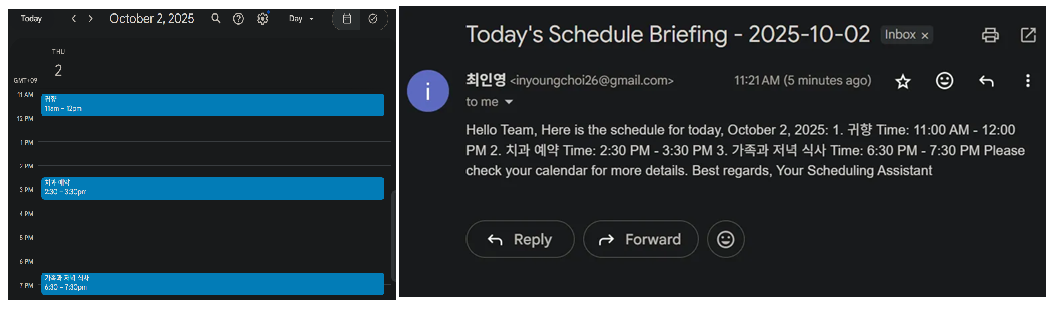 Today
October 2, 2025
Day
THU
2
GMT+09
11 AM
귀향
11am – 12pm
12 PM
1 PM
2 PM
치과 예약
2:30 – 3:30pm
3 PM
4 PM
5 PM
6 PM
가족과 저녁 식사
6:30 – 7:30pm
7 PM
Today's Schedule Briefing - 2025-10-02
Inbox ×
i
최인영 <inyoungchoi26@gmail.com>
11:21 AM (5 minutes ago)
to me
Hello Team, Here is the schedule for today, October 2, 2025: 1. 귀향 Time: 11:00 AM - 12:00
PM 2. 치과 예약 Time: 2:30 PM - 3:30 PM 3. 가족과 저녁 식사 Time: 6:30 PM - 7:30 PM Please
check your calendar for more details. Best regards, Your Scheduling Assistant
Reply
Forward